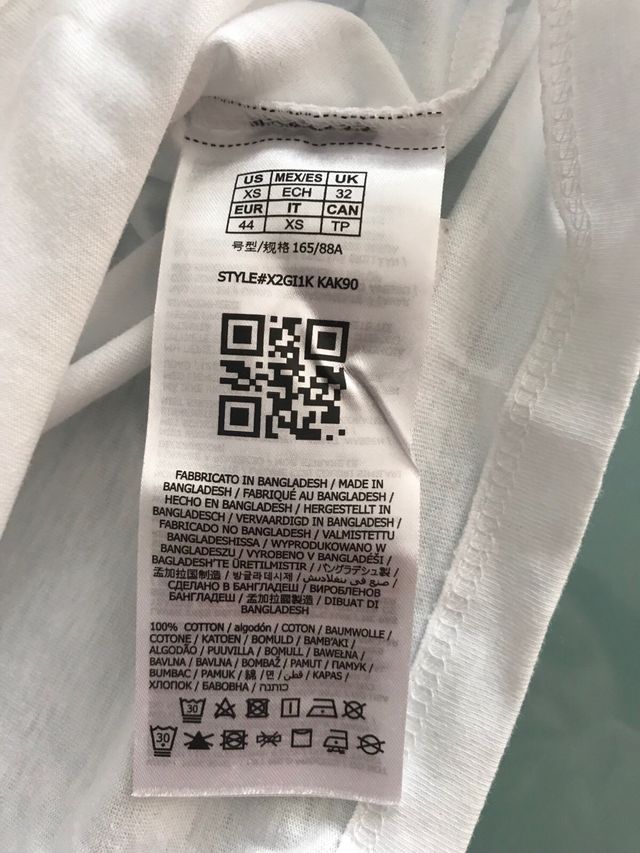 US MEX/ES UK
XS ECH 32
EUR IT CAN
44 XS TP
号型/规格 165/88A
STYLE#X2GI1K KAK90
FABBRICATO IN BANGLADESH / MADE IN
BANGLADESH / FABRIQUÉ AU BANGLADESH /
HECHO EN BANGLADESH / HERGESTELLT IN
BANGLADESCH / VERVAARDIGD IN BANGLADESH /
FABRICADO NO BANGLADESH / VALMISTETTU
BANGLADESHISSA / WYPRODUKOWANO W
BANGLADESZU / VYROBENO V BANGLADÉŠI /
BAGLADESH'TE ÜRETILMISTIR / バングラデシュ製 /
孟加拉国制造 / 방글라데시제 / صنع في بنغلاديش /
СДЕЛАНО В БАНГЛАДЕШ / ВИРОБЛЕНОВ
БАНГЛАДЕШ / 孟加拉國製造 / DIBUAT DI
BANGLADESH
100% COTTON / algodón / COTON / BAUMWOLLE /
COTONE / KATOEN / BOMULD / BAMBAKI /
ALGODÃO / PUUVILLA / BOMULL / BAWEŁNA /
BAVLNA / BAVLNA / BOMBAŽ / PAMUT / ПАМУК /
BUMBAC / PAMUK / 綿 / 면 / قطن / KAPAS /
ХЛОПОК / БАВОВНА / כותנה
30
30